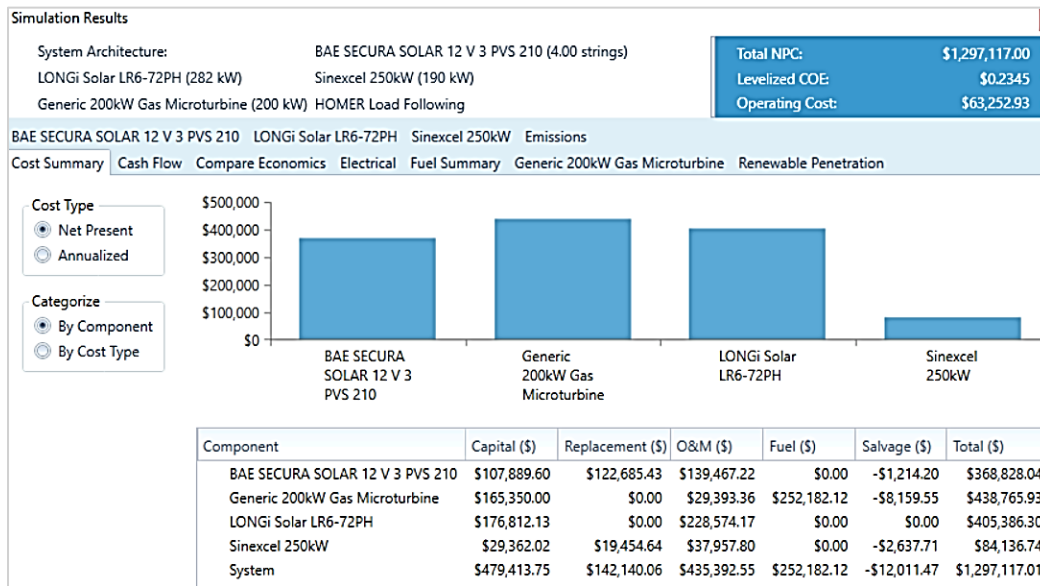 Simulation Results
System Architecture: BAE SECURA SOLAR 12 V 3 PVS 210 (4.00 strings)
LONGi Solar LR6-72PH (282 kW) Sinexcel 250kW (190 kW)
Generic 200kW Gas Microturbine (200 kW) HOMER Load Following
Total NPC: $1,297,117.00
Levelized COE: $0.2345
Operating Cost: $63,252.93
BAE SECURA SOLAR 12 V 3 PVS 210 LONGi Solar LR6-72PH Sinexcel 250kW Emissions
Cost Summary Cash Flow Compare Economics Electrical Fuel Summary Generic 200kW Gas Microturbine Renewable Penetration
Cost Type
Net Present
Annualized
Categorize
By Component
By Cost Type
$500,000
$400,000
$300,000
$200,000
$100,000
$0
BAE SECURA
SOLAR 12 V 3
PVS 210
Generic
200kW Gas
Microturbine
LONGi Solar
LR6-72PH
Sinexcel
250kW
Component Capital ($) Replacement ($) O&M ($) Fuel ($) Salvage ($) Total ($)
BAE SECURA SOLAR 12 V 3 PVS 210 $107,889.60 $122,685.43 $139,467.22 $0.00 -$1,214.20 $368,828.04
Generic 200kW Gas Microturbine $165,350.00 $0.00 $29,393.36 $252,182.12 -$8,159.55 $438,765.93
LONGi Solar LR6-72PH $176,812.13 $0.00 $228,574.17 $0.00 $0.00 $405,386.30
Sinexcel 250kW $29,362.02 $19,454.64 $37,957.80 $0.00 -$2,637.71 $84,136.74
System $479,413.75 $142,140.06 $435,392.55 $252,182.12 -$12,011.47 $1,297,117.01